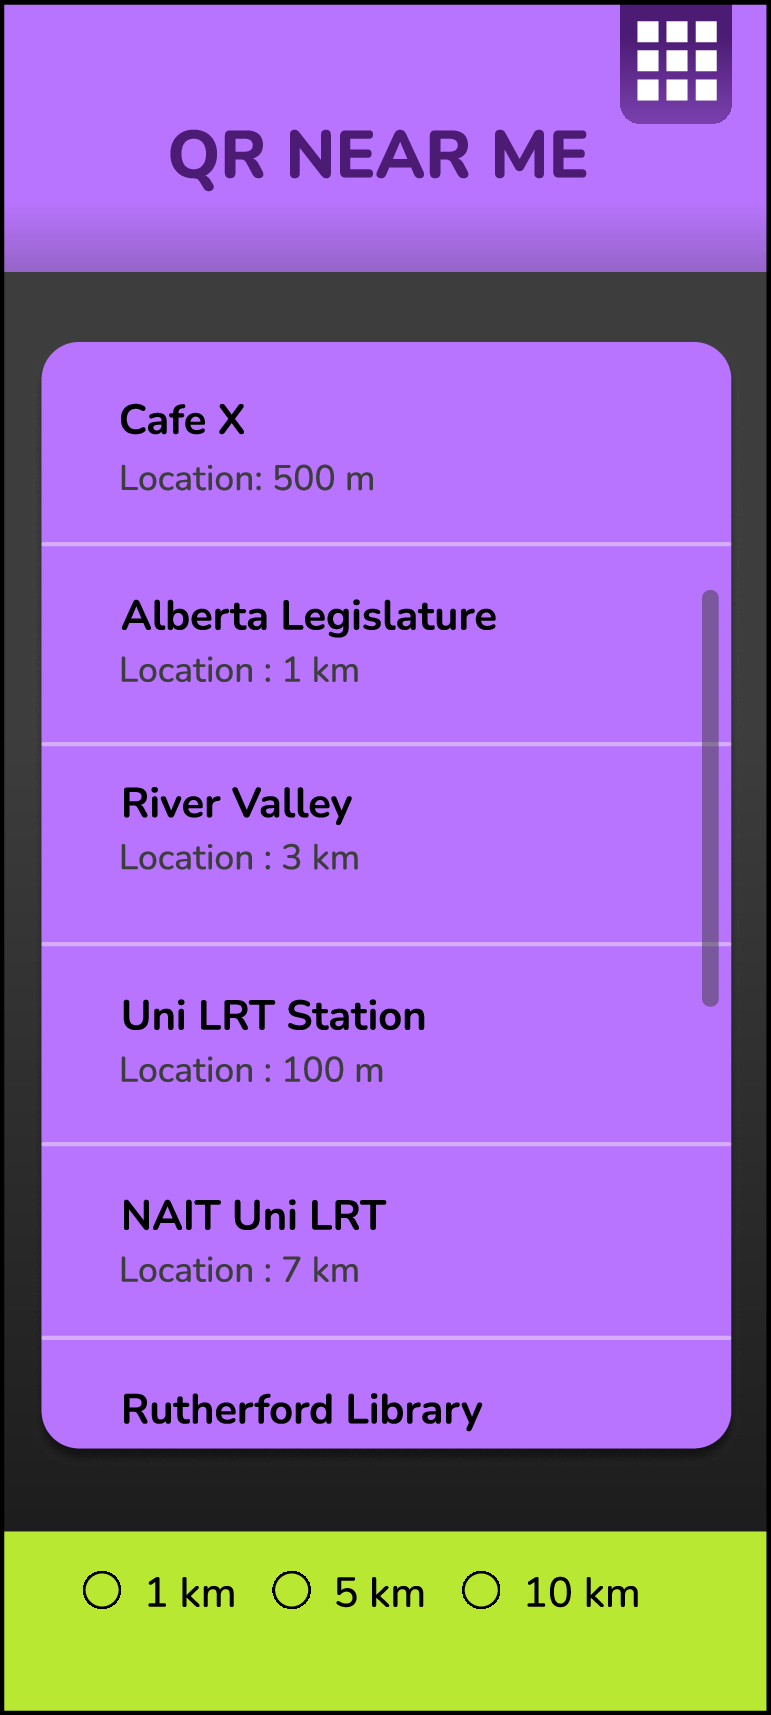 QR NEAR ME
Cafe X
Location: 500 m
Alberta Legislature
Location : 1 km
River Valley
Location : 3 km
Uni LRT Station
Location : 100 m
NAIT Uni LRT
Location : 7 km
Rutherford Library
1 km 5 km 10 km